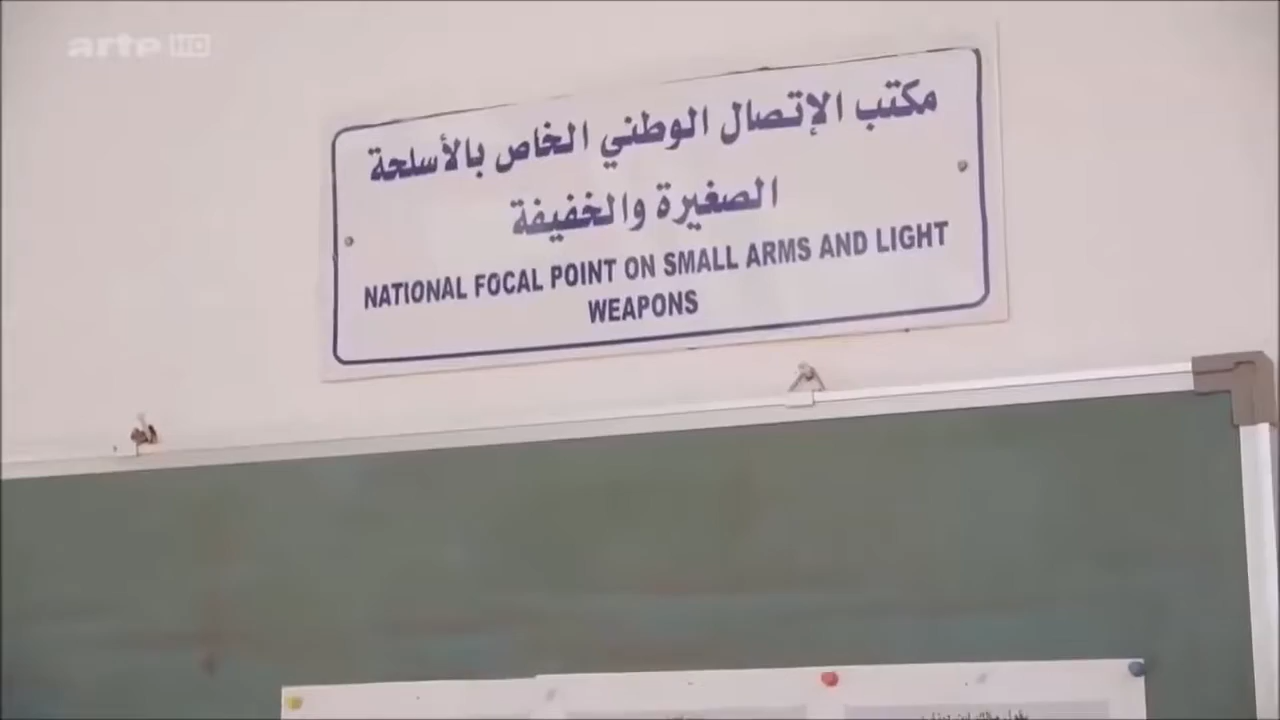 arte HD
مكتب الإتصال الوطني الخاص بالأسلحة
الصغيرة والخفيفة
NATIONAL FOCAL POINT ON SMALL ARMS AND LIGHT
WEAPONS